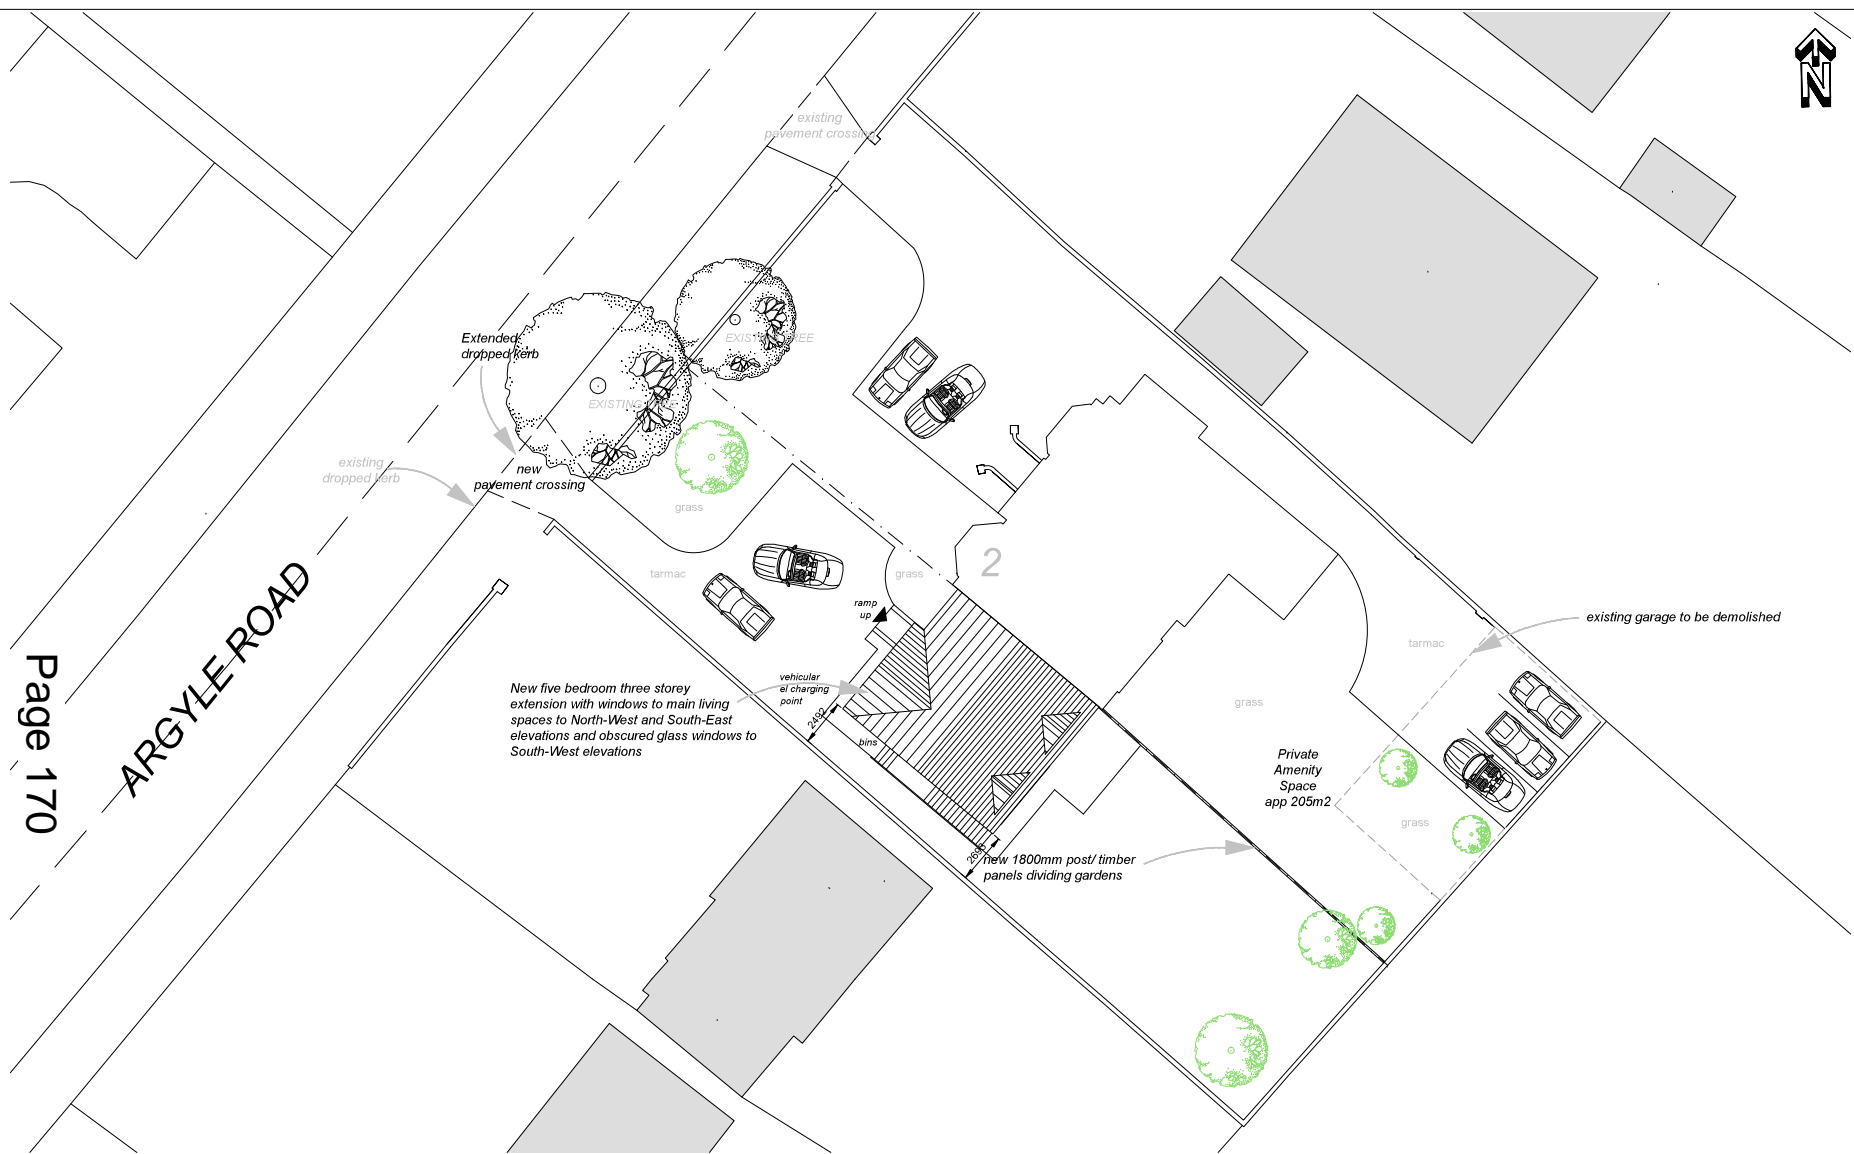 existing
pavement crossing
N
Extended
dropped kerb
EXISTING TREE
EXISTING TREE
existing
dropped kerb
new
pavement crossing
grass
tarmac
grass
2
ramp
up
ARGYLE ROAD
Page 170
New five bedroom three storey
extension with windows to main living
spaces to North-West and South-East
elevations and obscured glass windows to
South-West elevations
vehicular
el charging
point
2492
bins
existing garage to be demolished
tarmac
grass
Private
Amenity
Space
app 205m2
grass
new 1800mm post/ timber
panels dividing gardens